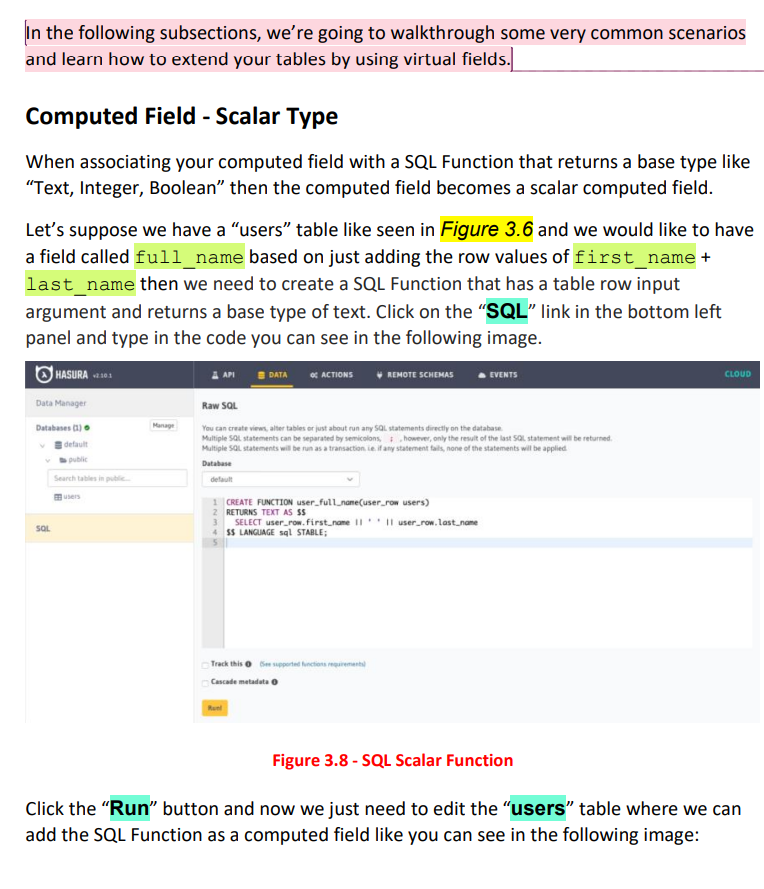 In the following subsections, we’re going to walkthrough some very common scenarios
and learn how to extend your tables by using virtual fields.
Computed Field - Scalar Type
When associating your computed field with a SQL Function that returns a base type like
“Text, Integer, Boolean” then the computed field becomes a scalar computed field.
Let’s suppose we have a “users” table like seen in Figure 3.6 and we would like to have
a field called full_name based on just adding the row values of first_name +
last_name then we need to create a SQL Function that has a table row input
argument and returns a base type of text. Click on the “SQL” link in the bottom left
panel and type in the code you can see in the following image.
HASURA v2.10.1 API DATA ACTIONS REMOTE SCHEMAS EVENTS CLOUD
Data Manager
Databases (1) Manage
default
public
Search tables in public...
users
SQL
Raw SQL
You can create views, alter tables or just about run any SQL statements directly on the database.
Multiple SQL statements can be separated by semicolons, ; , however, only the result of the last SQL statement will be returned.
Multiple SQL statements will be run as a transaction. i.e. if any statement fails, none of the statements will be applied.
Database
default
1 CREATE FUNCTION user_full_name(user_row users)
2 RETURNS TEXT AS $$
3 SELECT user_row.first_name || ' ' || user_row.last_name
4 $$ LANGUAGE sql STABLE;
5
Track this (See supported functions requirements)
Cascade metadata
Run!
Figure 3.8 - SQL Scalar Function
Click the “Run” button and now we just need to edit the “users” table where we can
add the SQL Function as a computed field like you can see in the following image: